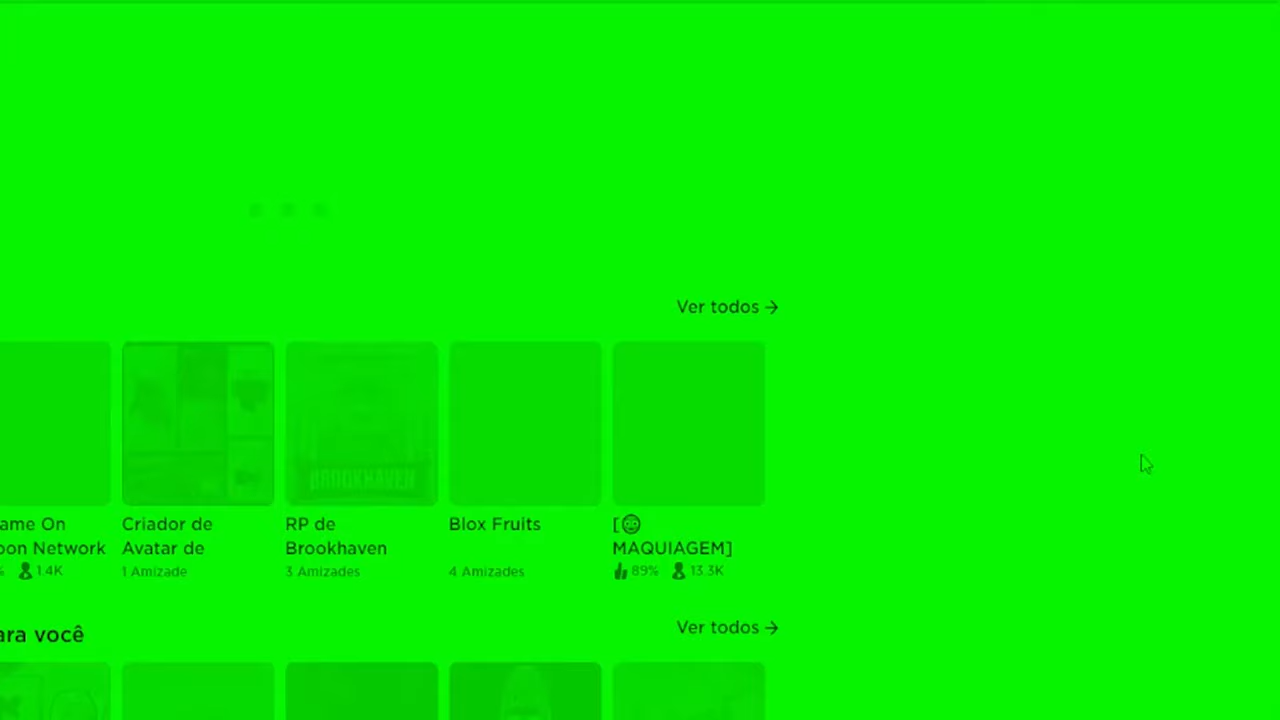 Ver todos →
BROOKHAVEN
ame On
oon Network
% 1.4K
Criador de
Avatar de
1 Amizade
RP de
Brookhaven
3 Amizades
Blox Fruits
4 Amizades
[😳
MAQUIAGEM]
89% 13.3K
ara você
Ver todos →